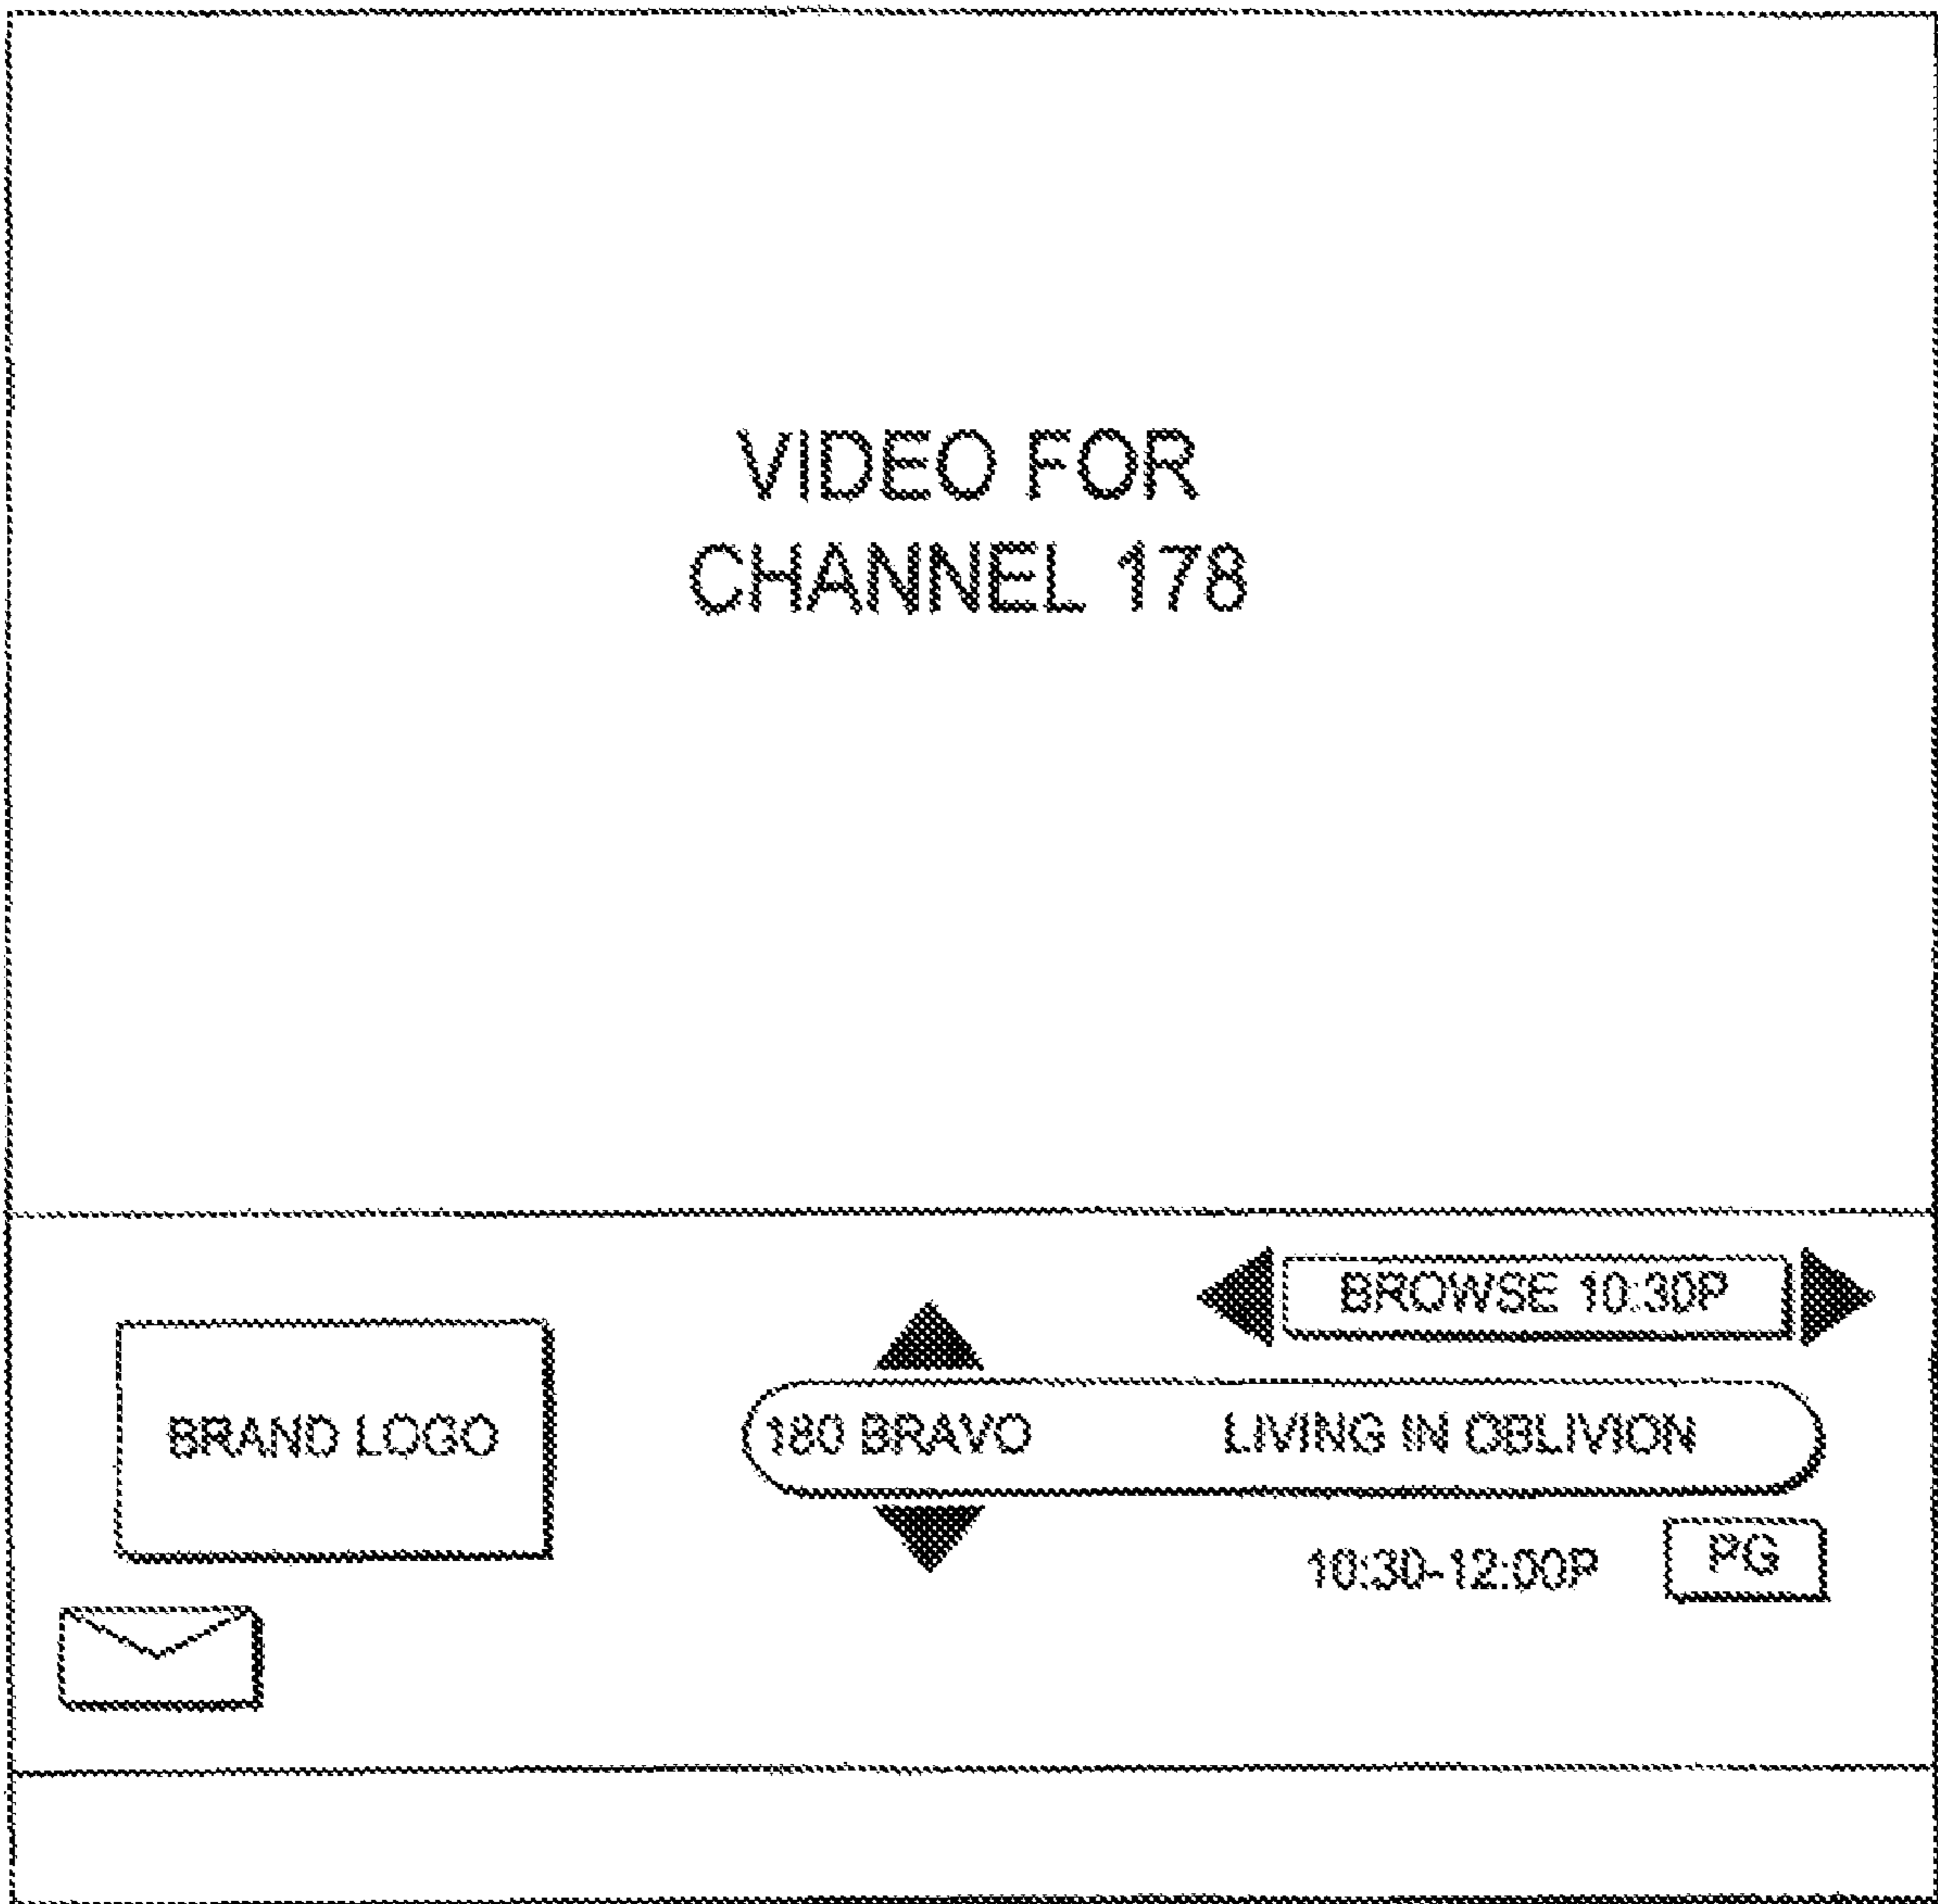 VIDEO FOR
CHANNEL 178
BROWSE 10:30P
BRAND LOGO
180 BRAVO LIVING IN OBLIVION
10:30-12:00P PG